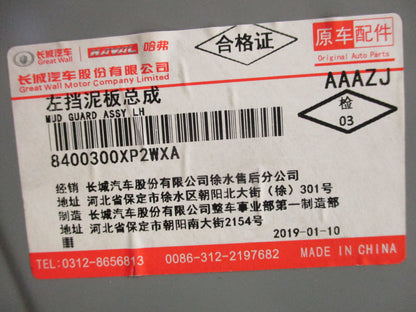 长城汽车 HAVAL 哈弗
Great Wall
长城汽车股份有限公司
Great Wall Motor Company Limited
合格证
原车配件
Original Auto Parts
左挡泥板总成
MUD GUARD ASSY LH
AAAZJ
检
03
8400300XP2WXA
经销 长城汽车股份有限公司徐水售后分公司
地址 河北省保定市徐水区朝阳北大街（徐）301号
制造 长城汽车股份有限公司整车事业部第一制造部
地址 河北省保定市朝阳南大街2154号
2019-01-10
TEL:0312-8656813 0086-312-2197682 MADE IN CHINA